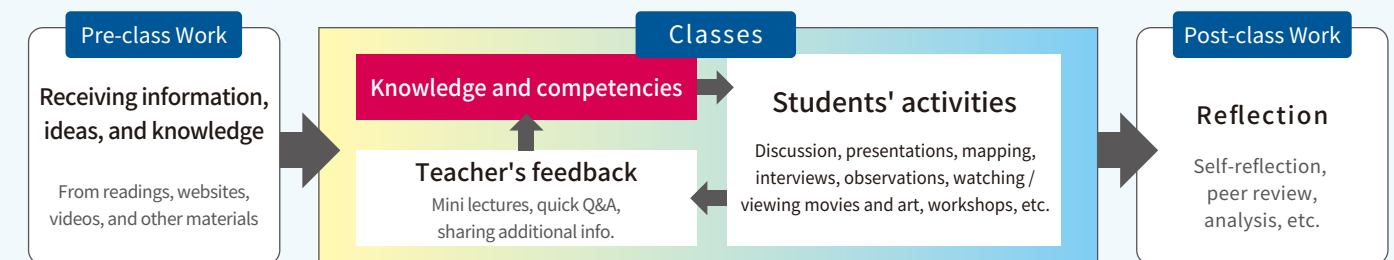 Pre-class Work
Receiving information,
ideas, and knowledge
From readings, websites,
videos, and other materials
Classes
Knowledge and competencies
Teacher's feedback
Mini lectures, quick Q&A,
sharing additional info.
Students' activities
Discussion, presentations, mapping,
interviews, observations, watching /
viewing movies and art, workshops, etc.
Post-class Work
Reflection
Self-reflection,
peer review,
analysis, etc.